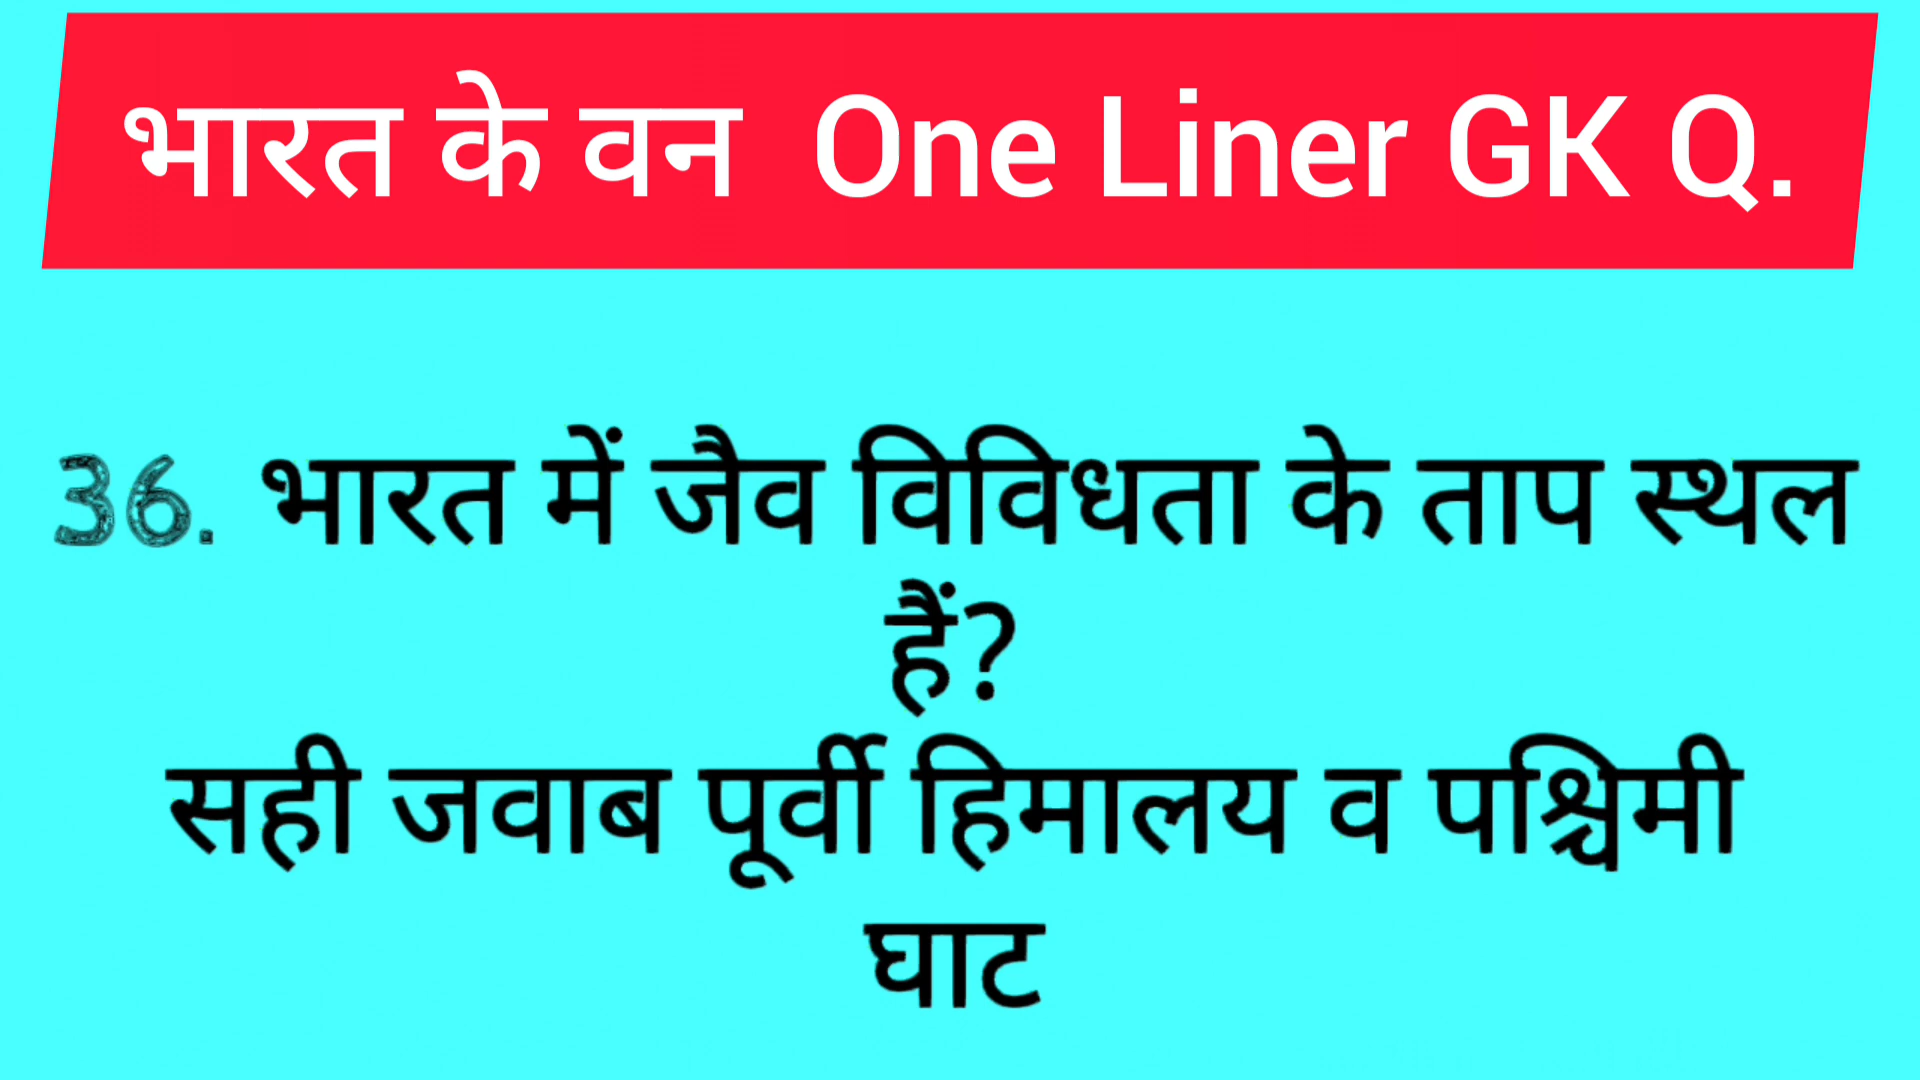 भारत के वन One Liner GK Q.
36. भारत में जैव विविधता के ताप स्थल
हैं?
सही जवाब पूर्वी हिमालय व पश्चिमी
घाट